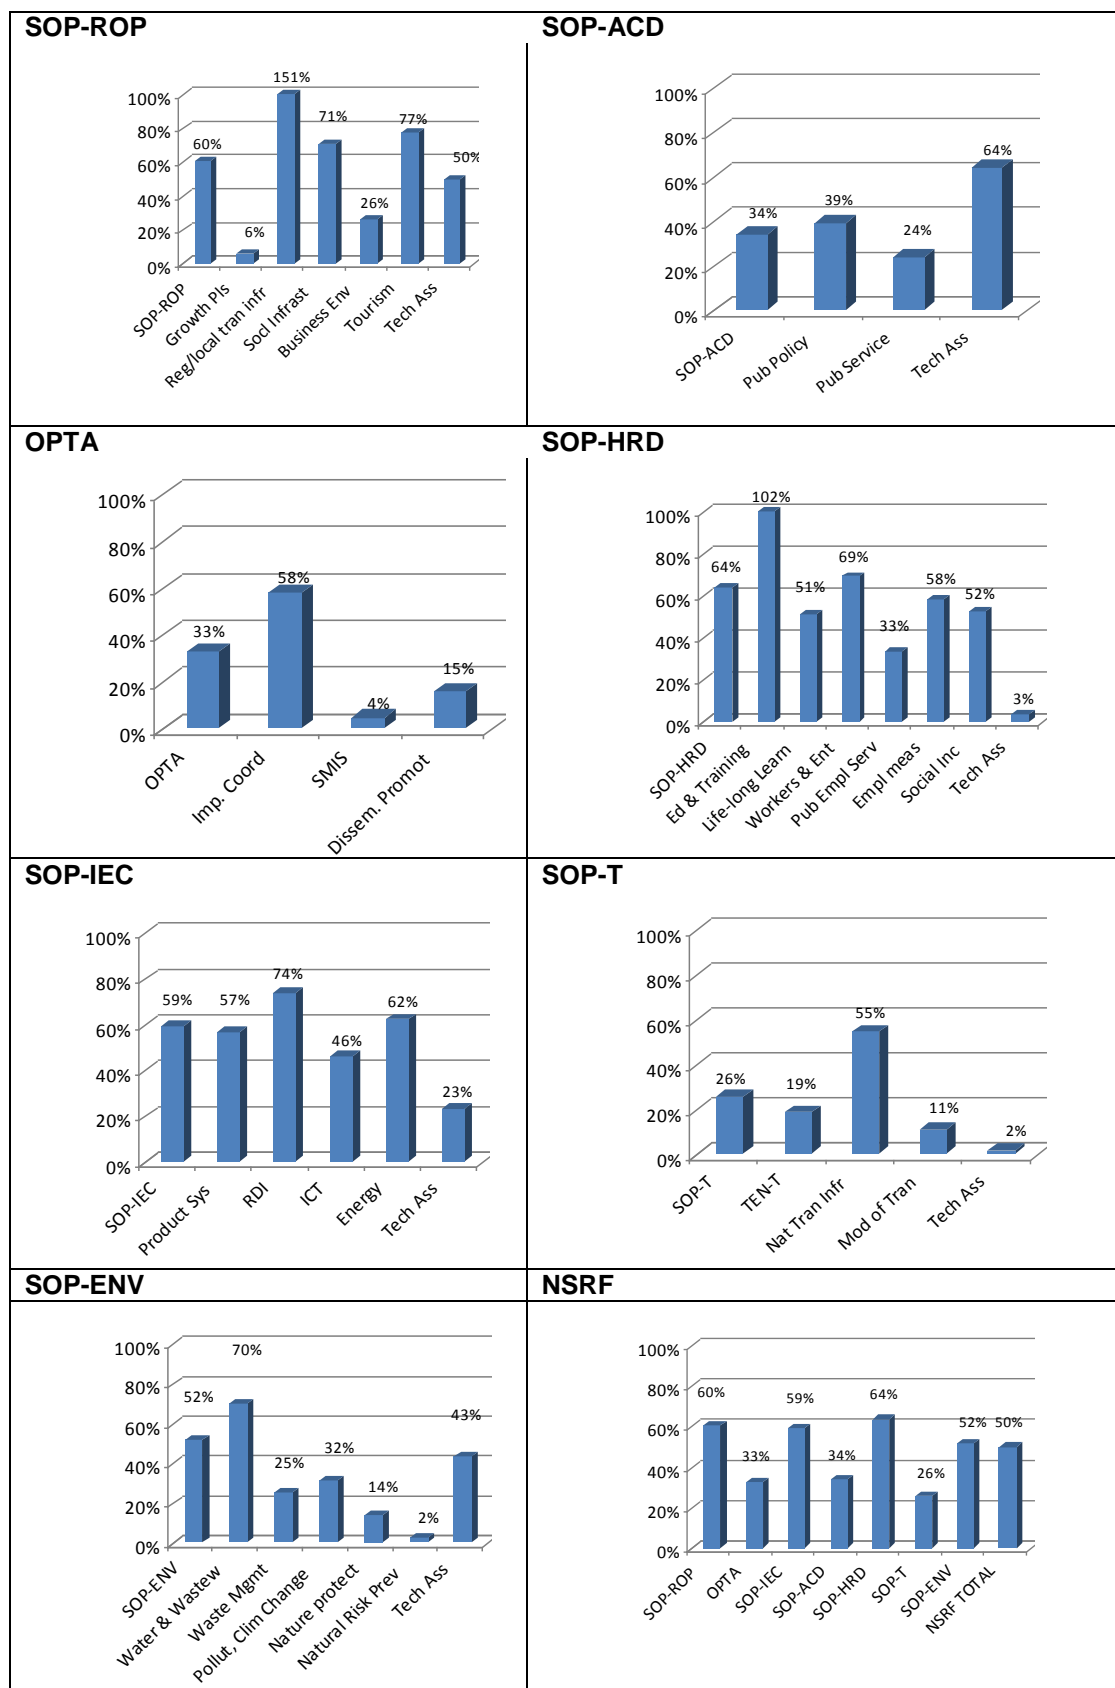 SOP-ROP
151%
100%
71%
77%
80%
60%
50%
60%
40%
26%
20%
6%
0%
SOP-ROP
Growth Pls
Reg/local tran infr
Socl Infrast
Business Env
Tourism
Tech Ass
SOP-ACD
100%
80%
64%
60%
39%
34%
40%
24%
20%
0%
SOP-ACD
Pub Policy
Pub Service
Tech Ass
OPTA
100%
80%
58%
60%
33%
40%
15%
20%
4%
0%
OPTA
Imp. Coord
SMIS
Dissem. Promot
SOP-HRD
102%
100%
80%
69%
64%
58%
51%
52%
60%
33%
40%
20%
3%
0%
SOP-HRD
Ed & Training
Life-long Learn
Workers & Ent
Pub Empl Serv
Empl meas
Social Inc
Tech Ass
SOP-IEC
100%
80%
74%
59%
57%
62%
60%
46%
40%
23%
20%
0%
SOP-IEC
Product Sys
RDI
ICT
Energy
Tech Ass
SOP-T
100%
80%
55%
60%
40%
26%
19%
11%
20%
2%
0%
SOP-T
TEN-T
Nat Tran Infr
Mod of Tran
Tech Ass
SOP-ENV
100%
70%
80%
52%
43%
60%
32%
40%
25%
14%
20%
2%
0%
SOP-ENV
Water & Wastew
Waste Mgmt
Pollut, Clim Change
Nature protect
Natural Risk Prev
Tech Ass
NSRF
100%
80%
60%
59%
64%
52%
50%
60%
33%
34%
40%
26%
20%
0%
SOP-ROP
OPTA
SOP-IEC
SOP-ACD
SOP-HRD
SOP-T
SOP-ENV
NSRF TOTAL